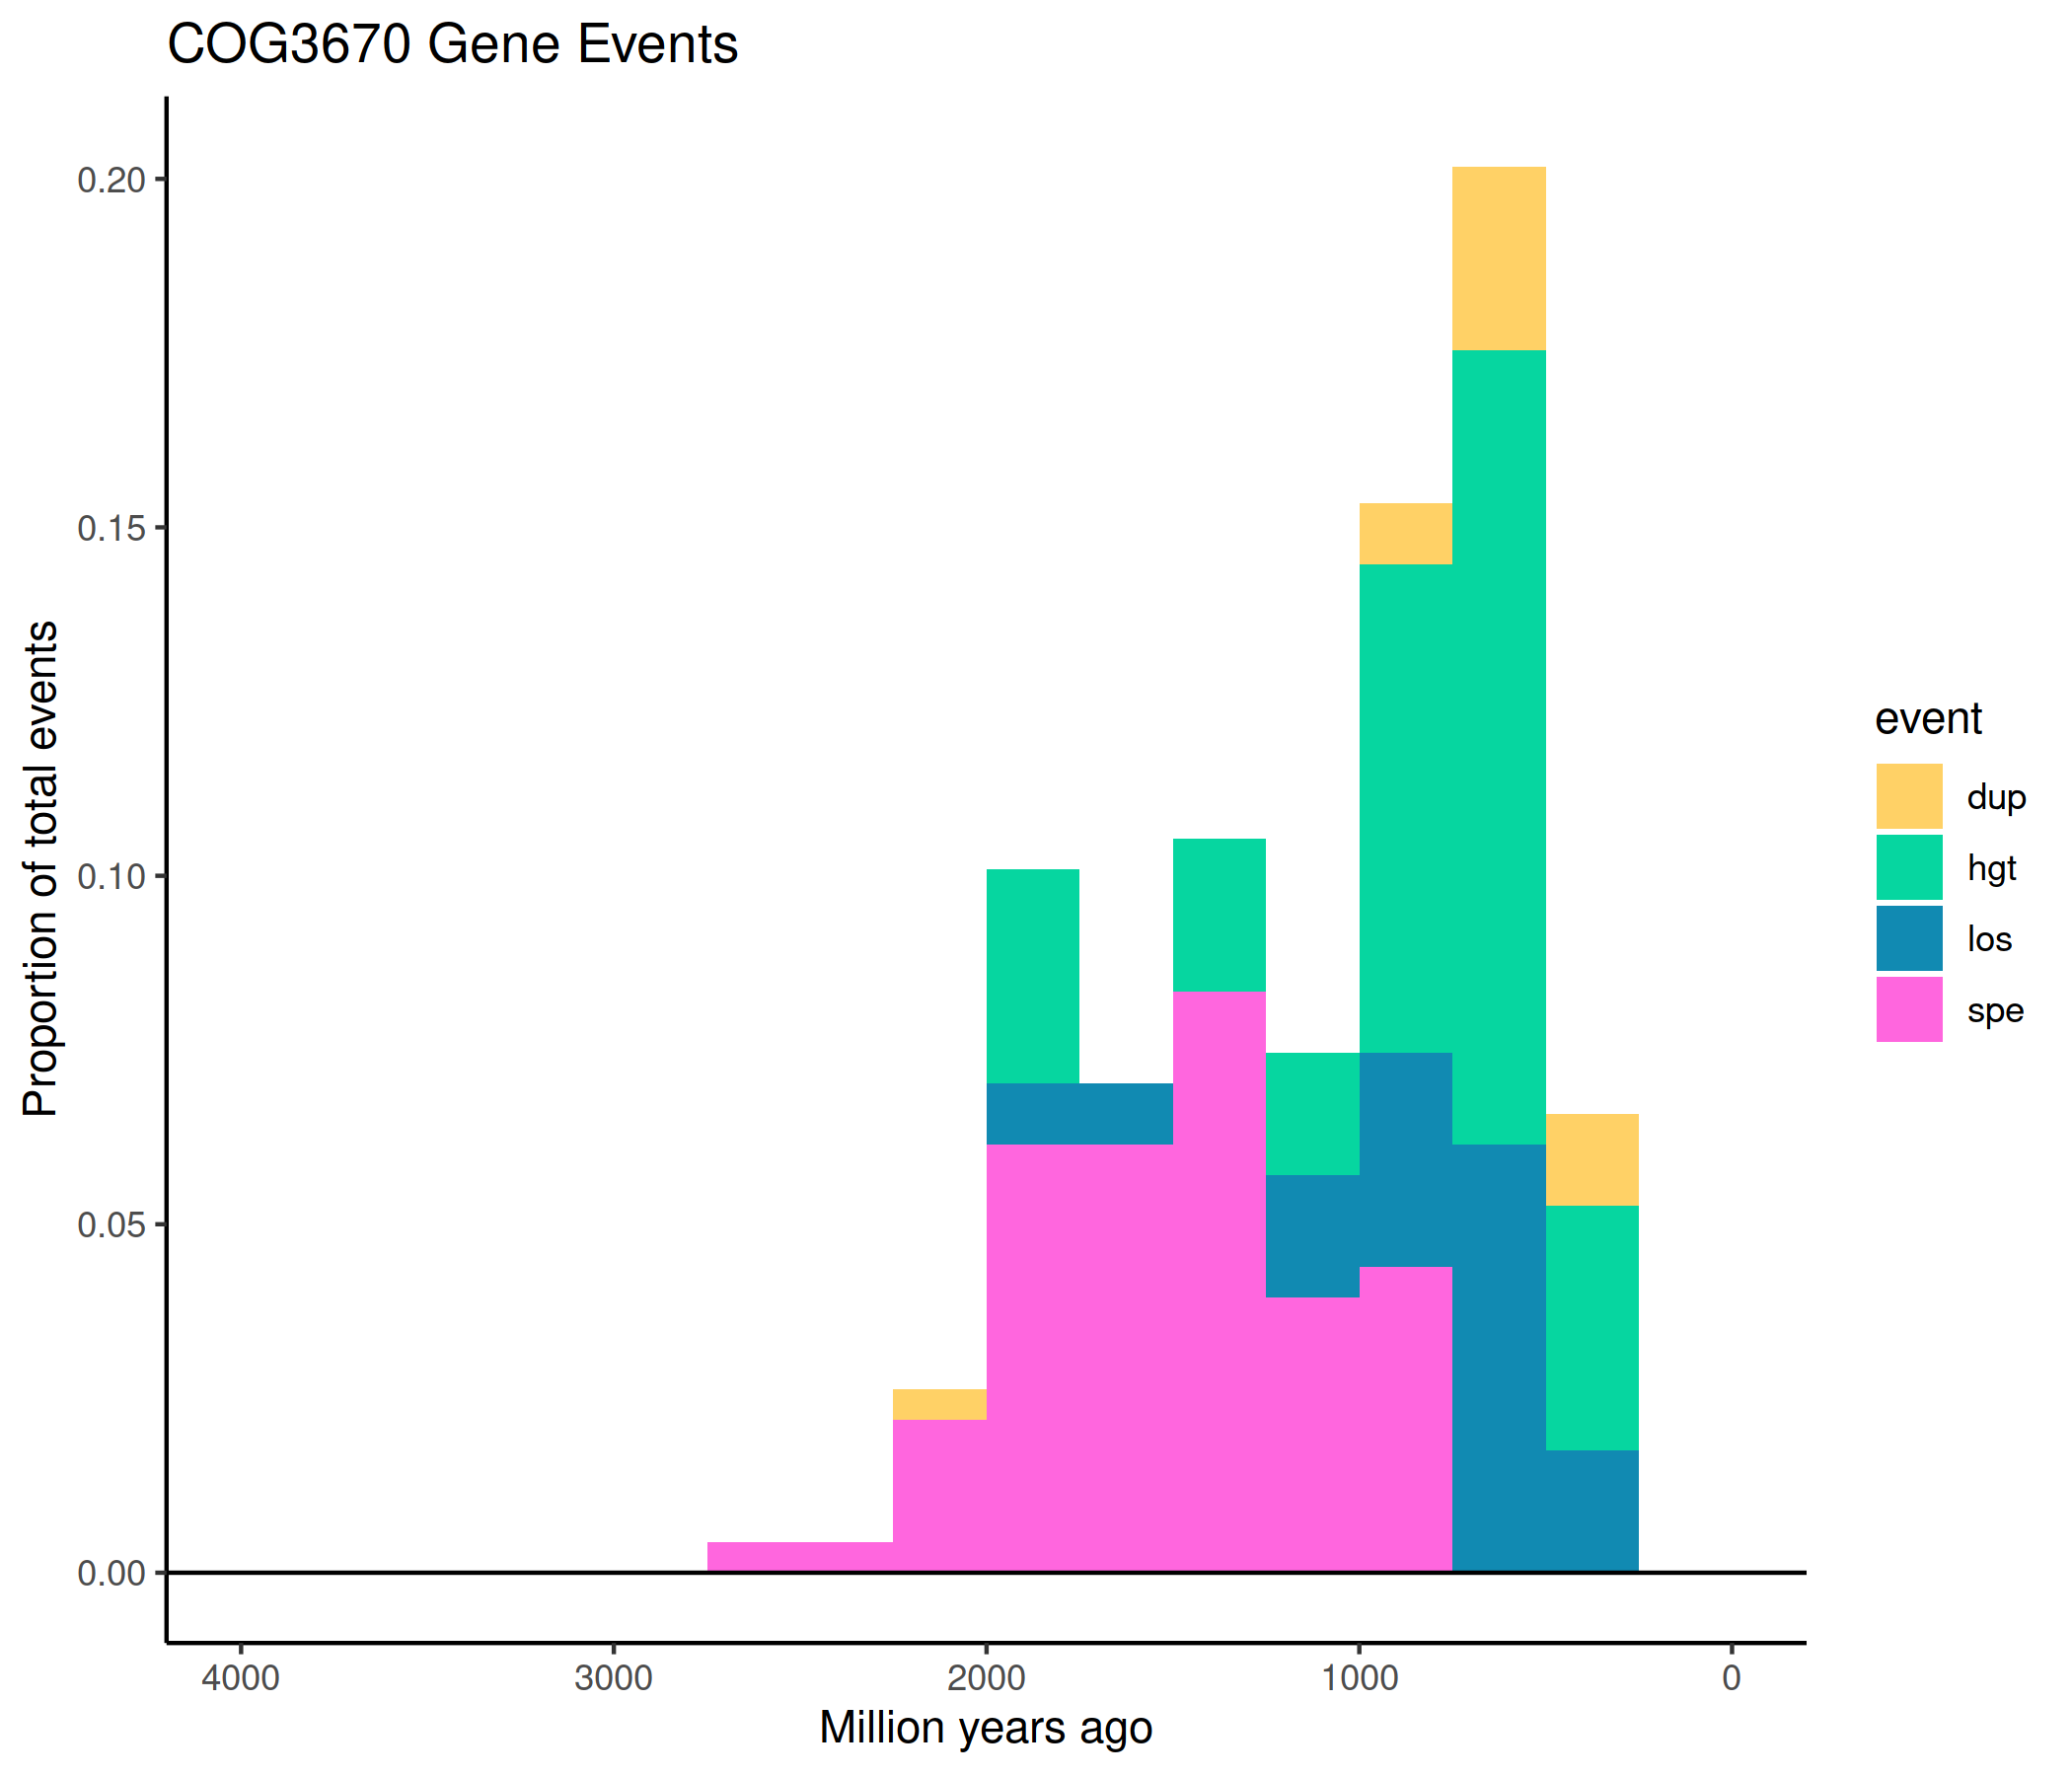 COG3670 Gene Events
Proportion of total events
0.20
0.15
0.10
0.05
0.00
4000
3000
2000
1000
0
Million years ago
event
dup
hgt
los
spe